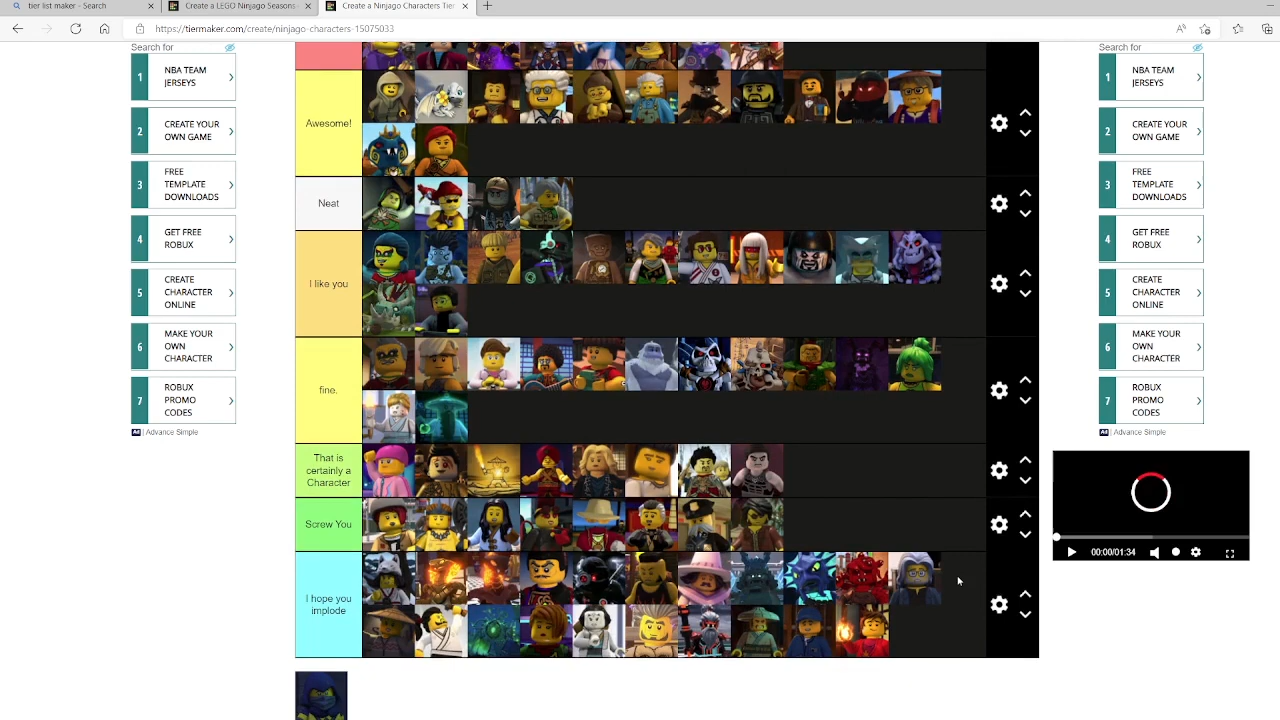 tier list maker - Search
Create a LEGO Ninjago Seasons -
Create a Ninjago Characters Tier
https://tiermaker.com/create/ninjago-characters-15075033
Search for
1 NBA TEAM
JERSEYS
2 CREATE YOUR
OWN GAME
3 FREE
TEMPLATE
DOWNLOADS
4 GET FREE
ROBUX
5 CREATE
CHARACTER
ONLINE
6 MAKE YOUR
OWN
CHARACTER
7 ROBUX
PROMO
CODES
Ad | Advance Simple
Awesome!
Neat
I like you
fine.
That is
certainly a
Character
Screw You
I hope you
implode
Search for
1 NBA TEAM
JERSEYS
2 CREATE YOUR
OWN GAME
3 FREE
TEMPLATE
DOWNLOADS
4 GET FREE
ROBUX
5 CREATE
CHARACTER
ONLINE
6 MAKE YOUR
OWN
CHARACTER
7 ROBUX
PROMO
CODES
Ad | Advance Simple
00:00/01:34